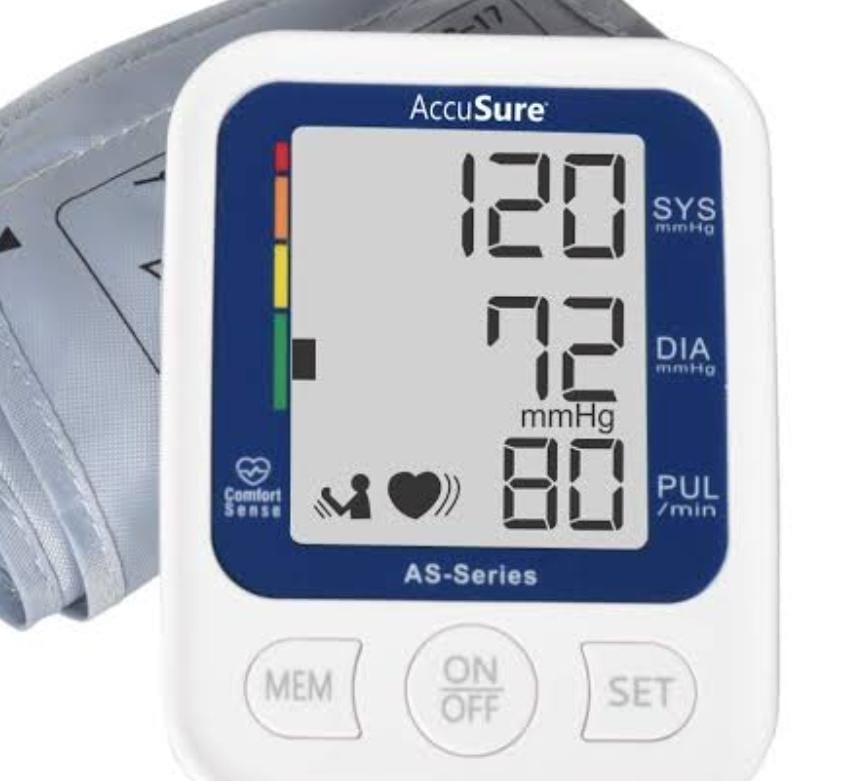 AccuSure
120
SYS
mmHg
72
DIA
mmHg
mmHg
80
PUL
/min
Comfort
Sense
AS-Series
MEM
ON
OFF
SET